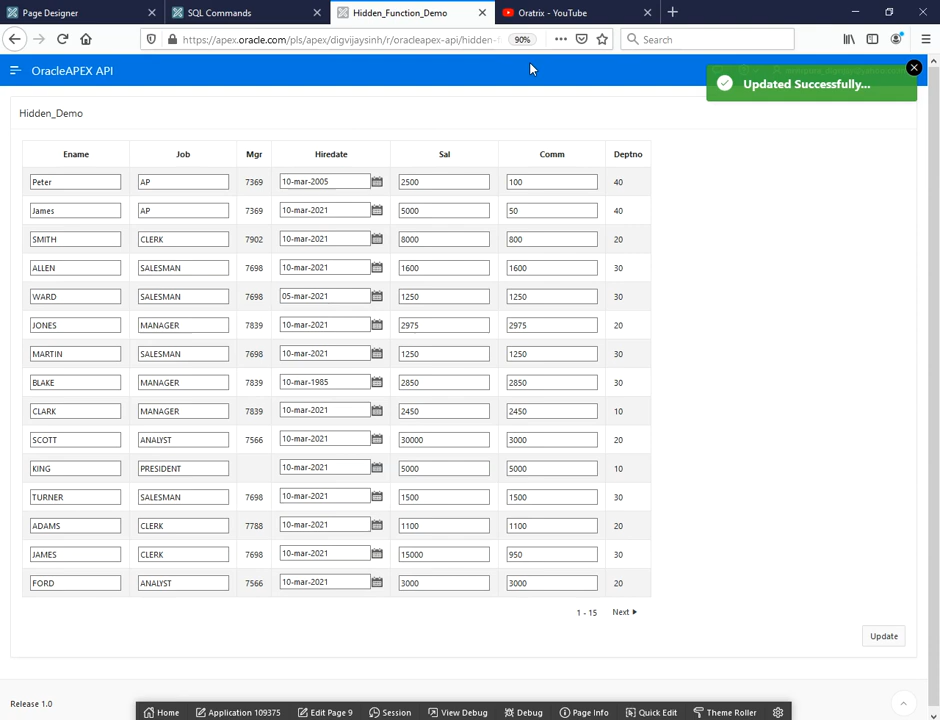 Page Designer
SQL Commands
Hidden_Function_Demo
Oratrix - YouTube
https://apex.oracle.com/pls/apex/digvijaysinh/r/oracleapex-api/hidden-f
90%
Search
OracleAPEX API
Updated Successfully...
Hidden_Demo
Ename Job Mgr Hiredate Sal Comm Deptno
Peter AP 7369 10-mar-2005 2500 100 40
James AP 7369 10-mar-2021 5000 50 40
SMITH CLERK 7902 10-mar-2021 8000 800 20
ALLEN SALESMAN 7698 10-mar-2021 1600 1600 30
WARD SALESMAN 7698 05-mar-2021 1250 1250 30
JONES MANAGER 7839 10-mar-2021 2975 2975 20
MARTIN SALESMAN 7698 10-mar-2021 1250 1250 30
BLAKE MANAGER 7839 10-mar-1985 2850 2850 30
CLARK MANAGER 7839 10-mar-2021 2450 2450 10
SCOTT ANALYST 7566 10-mar-2021 30000 3000 20
KING PRESIDENT 10-mar-2021 5000 5000 10
TURNER SALESMAN 7698 10-mar-2021 1500 1500 30
ADAMS CLERK 7788 10-mar-2021 1100 1100 20
JAMES CLERK 7698 10-mar-2021 15000 950 30
FORD ANALYST 7566 10-mar-2021 3000 3000 20
1 - 15 Next
Update
Release 1.0
Home Application 109375 Edit Page 9 Session View Debug Debug Page Info Quick Edit Theme Roller